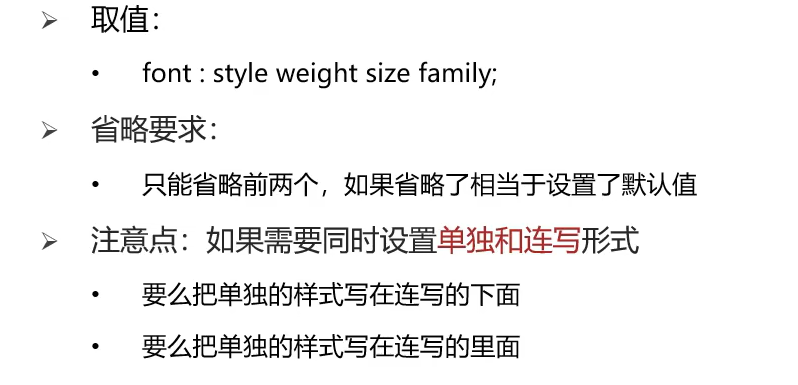 取值：
font : style weight size family;
省略要求：
只能省略前两个，如果省略了相当于设置了默认值
注意点：如果需要同时设置单独和连写形式
要么把单独的样式写在连写的下面
要么把单独的样式写在连写的里面